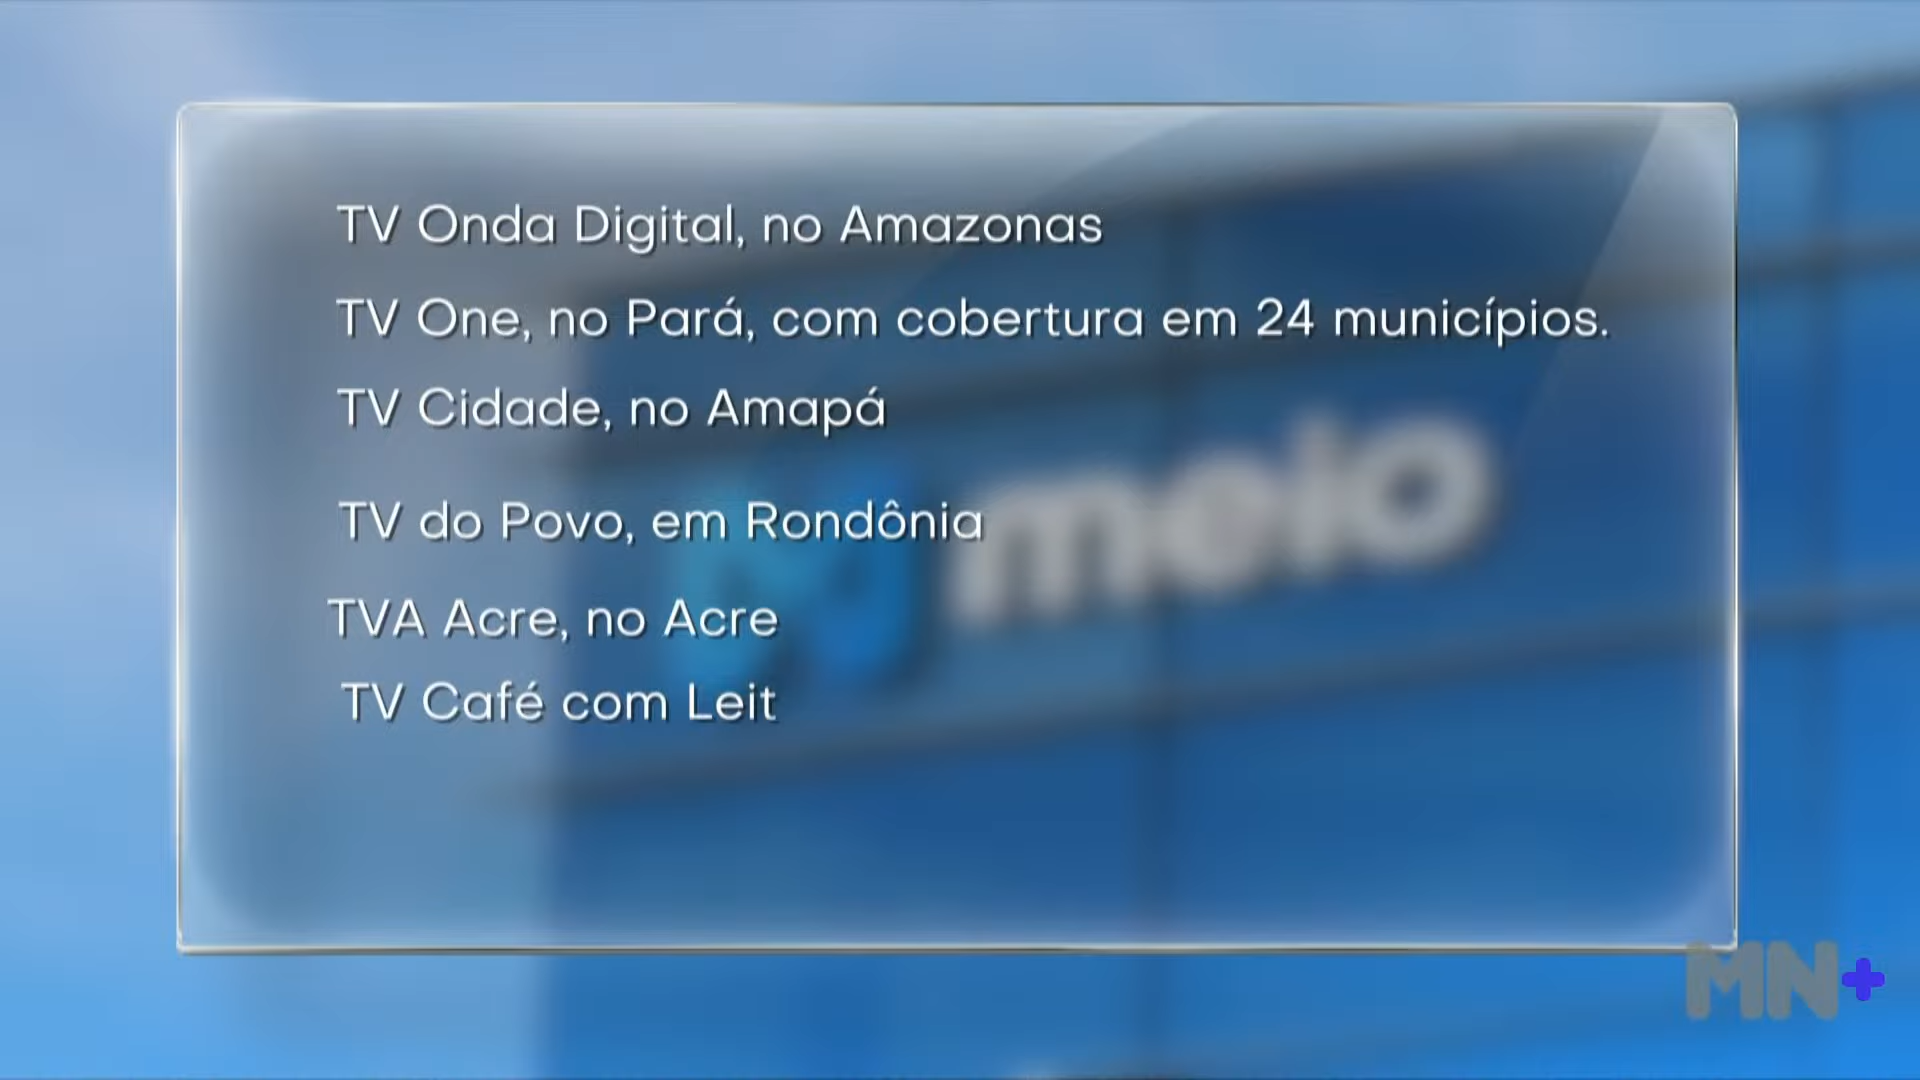 TV Onda Digital, no Amazonas
TV One, no Pará, com cobertura em 24 municípios.
TV Cidade, no Amapá
TV do Povo, em Rondônia
meio
TVA Acre, no Acre
TV Café com Leit
MN+